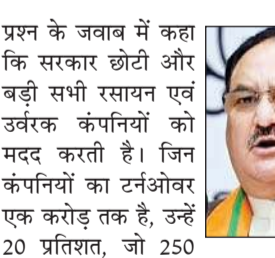 प्रश्न के जवाब में कहा
कि सरकार छोटी और
बड़ी सभी रसायन एवं
उर्वरक कंपनियों को
मदद करती है। जिन
कंपनियों का टर्नओवर
एक करोड़ तक है, उन्हें
20 प्रतिशत, जो 250